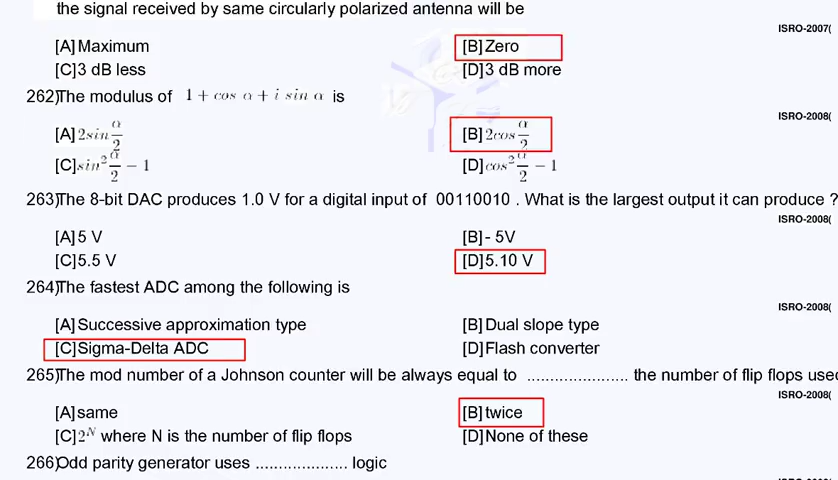 the signal received by same circularly polarized antenna will be
ISRO-2007(
[A]Maximum [B]Zero
[C]3 dB less [D]3 dB more
262)The modulus of 1 + cos α + i sin α is
ISRO-2008(
[A]2sin α/2 [B]2cos α/2
[C]sin² α/2 − 1 [D]cos² α/2 − 1
263)The 8-bit DAC produces 1.0 V for a digital input of 00110010 . What is the largest output it can produce ?
ISRO-2008(
[A]5 V [B]- 5V
[C]5.5 V [D]5.10 V
264)The fastest ADC among the following is
ISRO-2008(
[A]Successive approximation type [B]Dual slope type
[C]Sigma-Delta ADC [D]Flash converter
265)The mod number of a Johnson counter will be always equal to ...................... the number of flip flops used
ISRO-2008(
[A]same [B]twice
[C]2^N where N is the number of flip flops [D]None of these
266)Odd parity generator uses .................... logic